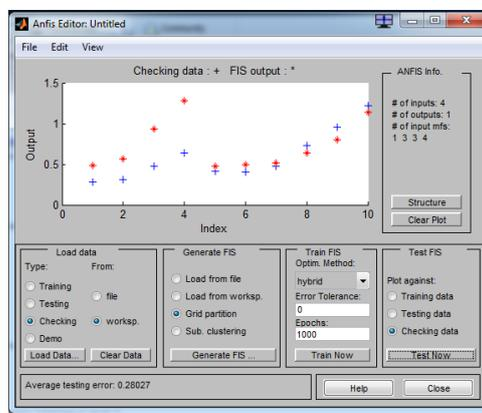 Anfis Editor: Untitled
File Edit View
Checking data : + FIS output : *
1.5
1
0.5
0
0 2 4 6 8 10
Output
Index
ANFIS Info.
# of inputs: 4
# of outputs: 1
# of input mfs:
1 3 3 4
Structure
Clear Plot
Load data
Type: From:
Training
Testing
Checking
Demo
file
worksp.
Load Data... Clear Data
Generate FIS
Load from file
Load from worksp.
Grid partition
Sub. clustering
Generate FIS ...
Train FIS
Optim. Method:
hybrid
Error Tolerance:
0
Epochs:
1000
Train Now
Test FIS
Plot against:
Training data
Testing data
Checking data
Test Now
Average testing error: 0.28027
Help Close